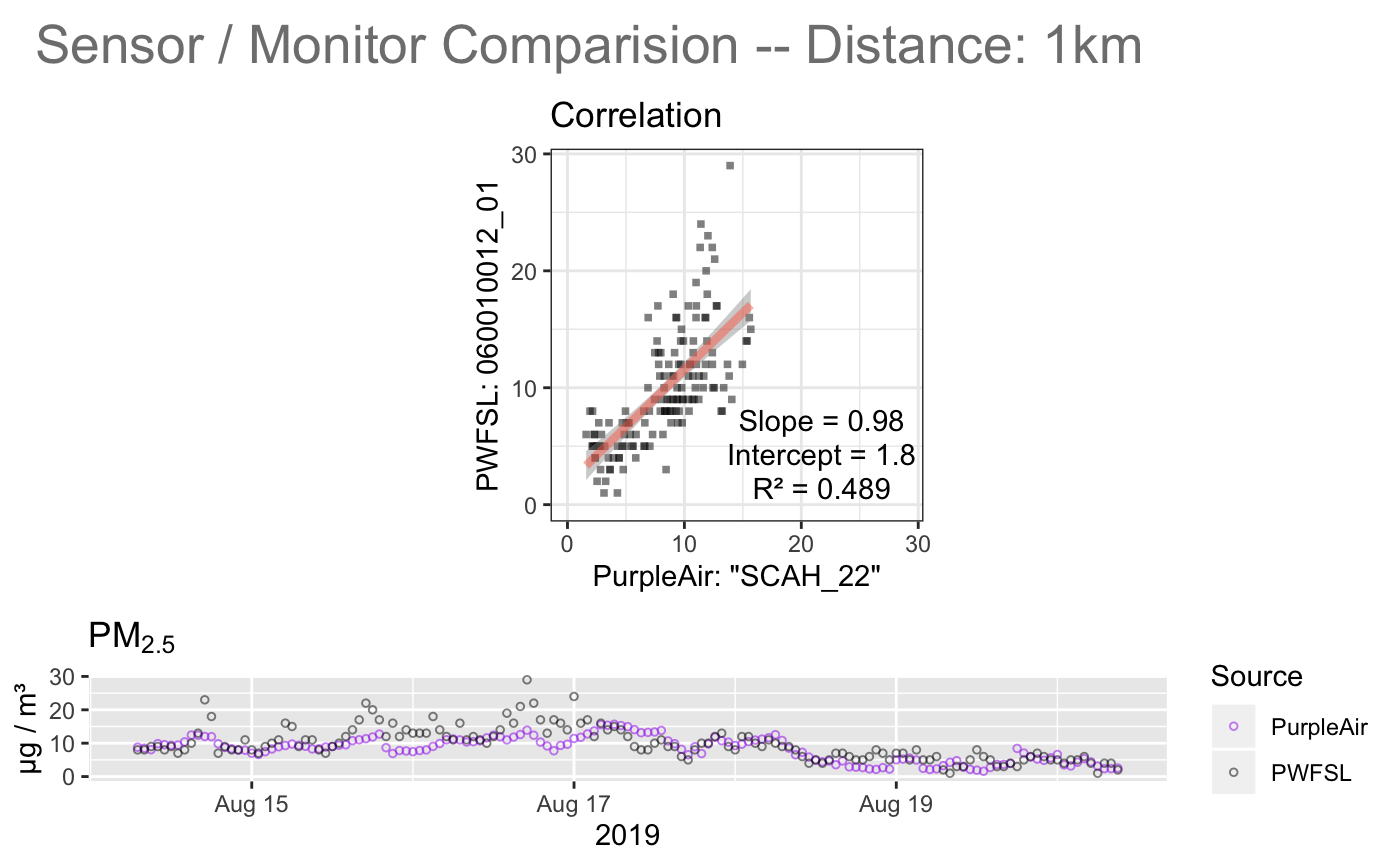 Sensor / Monitor Comparision -- Distance: 1km
Correlation
30
20
10
0
PWFSL: 060010012_01
Slope = 0.98
Intercept = 1.8
R² = 0.489
0 10 20 30
PurpleAir: "SCAH_22"
PM2.5
30
20
10
0
µg / m³
Aug 15 Aug 17 Aug 19
2019
Source
PurpleAir
PWFSL